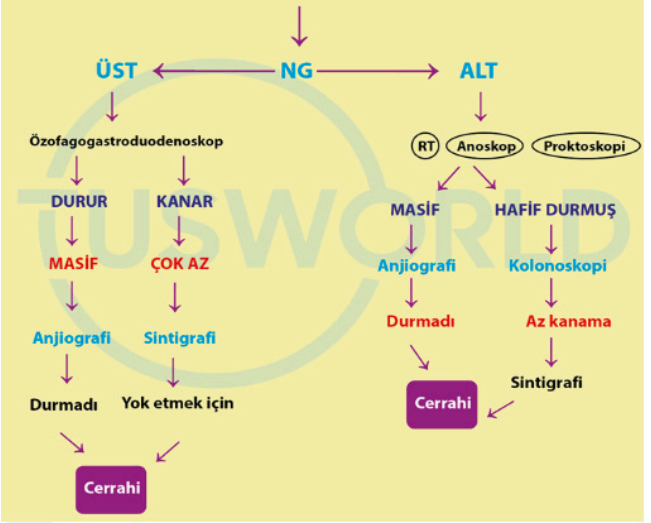 ÜST NG ALT
Özofagogastroduodenoskop
RT Anoskop Proktoskopi
DURUR KANAR
MASİF HAFİF DURMUŞ
MASİF ÇOK AZ
Anjiografi Kolonoskopi
Durmadı Az kanama
Anjiografi Sintigrafi
Sintigrafi
Durmadı Yok etmek için
Cerrahi
Cerrahi
TUSWORLD